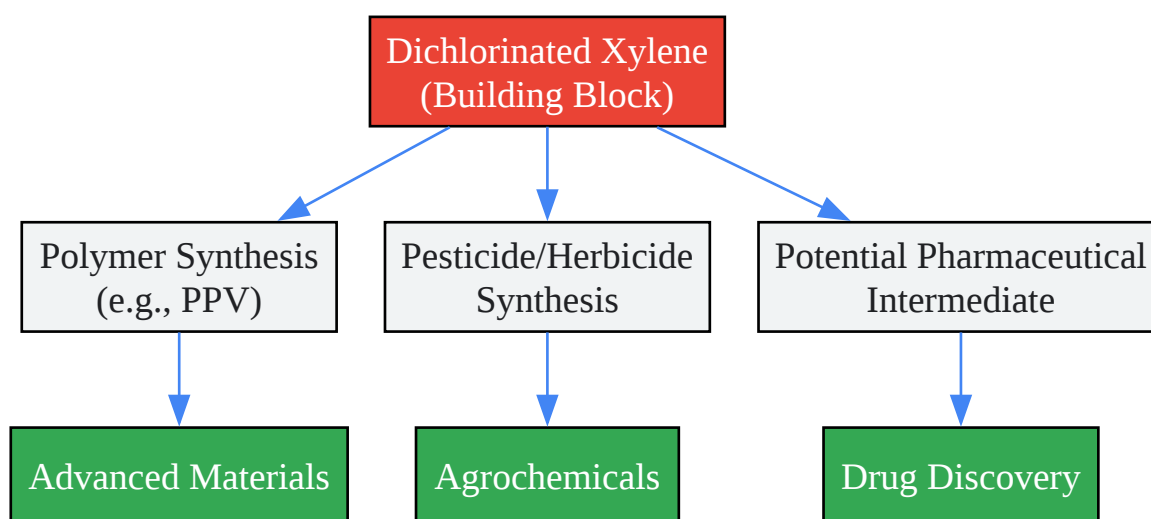 Dichlorinated Xylene
(Building Block)
Polymer Synthesis
(e.g., PPV)
Pesticide/Herbicide
Synthesis
Potential Pharmaceutical
Intermediate
Advanced Materials
Agrochemicals
Drug Discovery